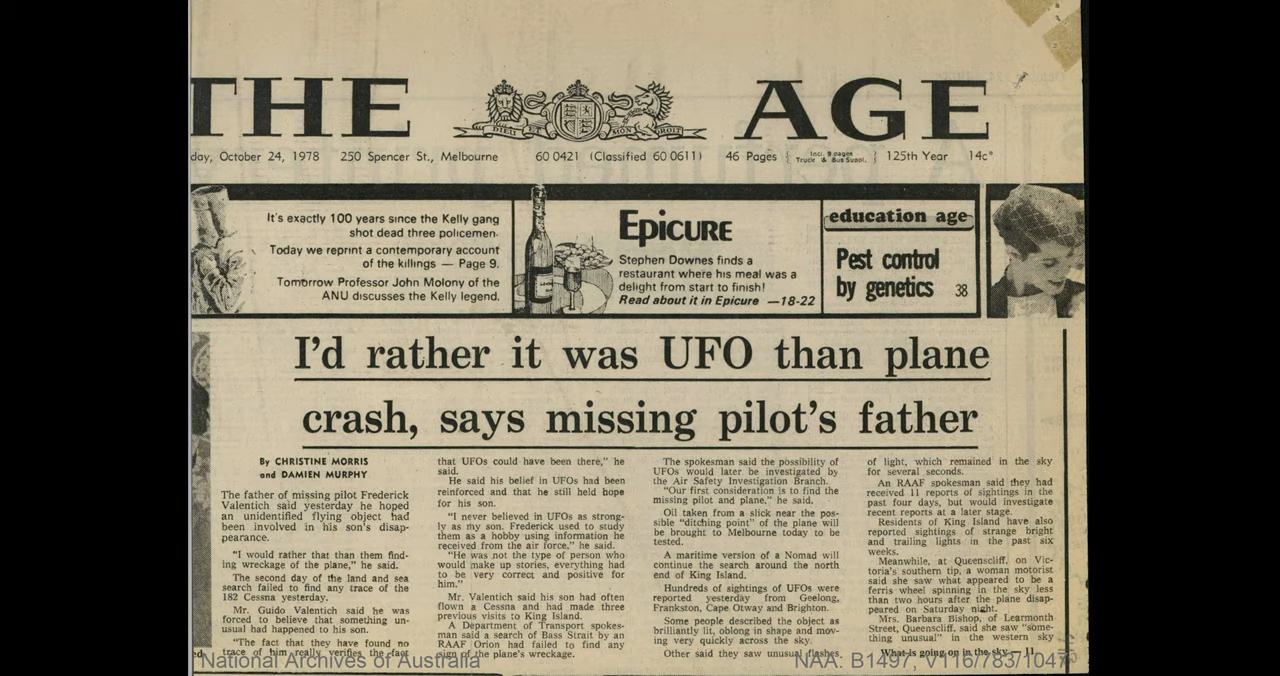 THE AGE
DIEU ET MON DROIT
day, October 24, 1978 250 Spencer St., Melbourne 60 0421 (Classified 60 0611) 46 Pages { Incl. 9 pages Truck & Bus Suppl. } 125th Year 14c*
It's exactly 100 years since the Kelly gang
shot dead three policemen.
Today we reprint a contemporary account
of the killings — Page 9.
Tomorrow Professor John Molony of the
ANU discusses the Kelly legend.
EPICURE
Stephen Downes finds a
restaurant where his meal was a
delight from start to finish!
Read about it in Epicure —18-22
education age
Pest control
by genetics 38
I'd rather it was UFO than plane
crash, says missing pilot's father
By CHRISTINE MORRIS
and DAMIEN MURPHY
The father of missing pilot Frederick
Valentich said yesterday he hoped
an unidentified flying object had
been involved in his son's disap-
pearance.
"I would rather that than them find-
ing wreckage of the plane," he said.
The second day of the land and sea
search failed to find any trace of the
182 Cessna yesterday.
Mr. Guido Valentich said he was
forced to believe that something un-
usual had happened to his son.
"The fact that they have found no
trace of him really verifies the fact
that UFOs could have been there," he
said.
He said his belief in UFOs had been
reinforced and that he still held hope
for his son.
"I never believed in UFOs as strong-
ly as my son. Frederick used to study
them as a hobby using information he
received from the air force," he said.
"He was not the type of person who
would make up stories, everything had
to be very correct and positive for
him."
Mr. Valentich said his son had often
flown a Cessna and had made three
previous visits to King Island.
A Department of Transport spokes-
man said a search of Bass Strait by an
RAAF Orion had failed to find any
sign of the plane's wreckage.
The spokesman said the possibility of
UFOs would later be investigated by
the Air Safety Investigation Branch.
"Our first consideration is to find the
missing pilot and plane," he said.
Oil taken from a slick near the pos-
sible "ditching point" of the plane will
be brought to Melbourne today to be
tested.
A maritime version of a Nomad will
continue the search around the north
end of King Island.
Hundreds of sightings of UFOs were
reported yesterday from Geelong,
Frankston, Cape Otway and Brighton.
Some people described the object as
brilliantly lit, oblong in shape and mov-
ing very quickly across the sky.
Other said they saw unusual flashes
of light, which remained in the sky
for several seconds.
An RAAF spokesman said they had
received 11 reports of sightings in the
past four days, but would investigate
recent reports at a later stage.
Residents of King Island have also
reported sightings of strange bright
and trailing lights in the past six
weeks.
Meanwhile, at Queenscliff, on Vic-
toria's southern tip, a woman motorist
said she saw what appeared to be a
ferris wheel spinning in the sky less
than two hours after the plane disap-
peared on Saturday night.
Mrs. Barbara Bishop, of Learmonth
Street, Queenscliff, said she saw "some-
thing unusual" in the western sky
What is going on in the sky — 11
National Archives of Australia
NAA: B1497, V116/783/1047